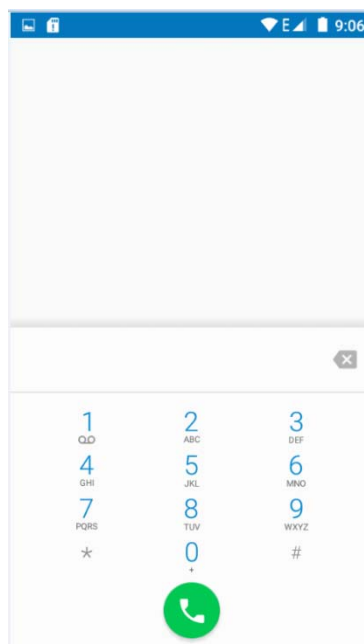 E 9:06
1 2 3
ABC DEF
4 5 6
GHI JKL MNO
7 8 9
PQRS TUV WXYZ
* 0 #
+